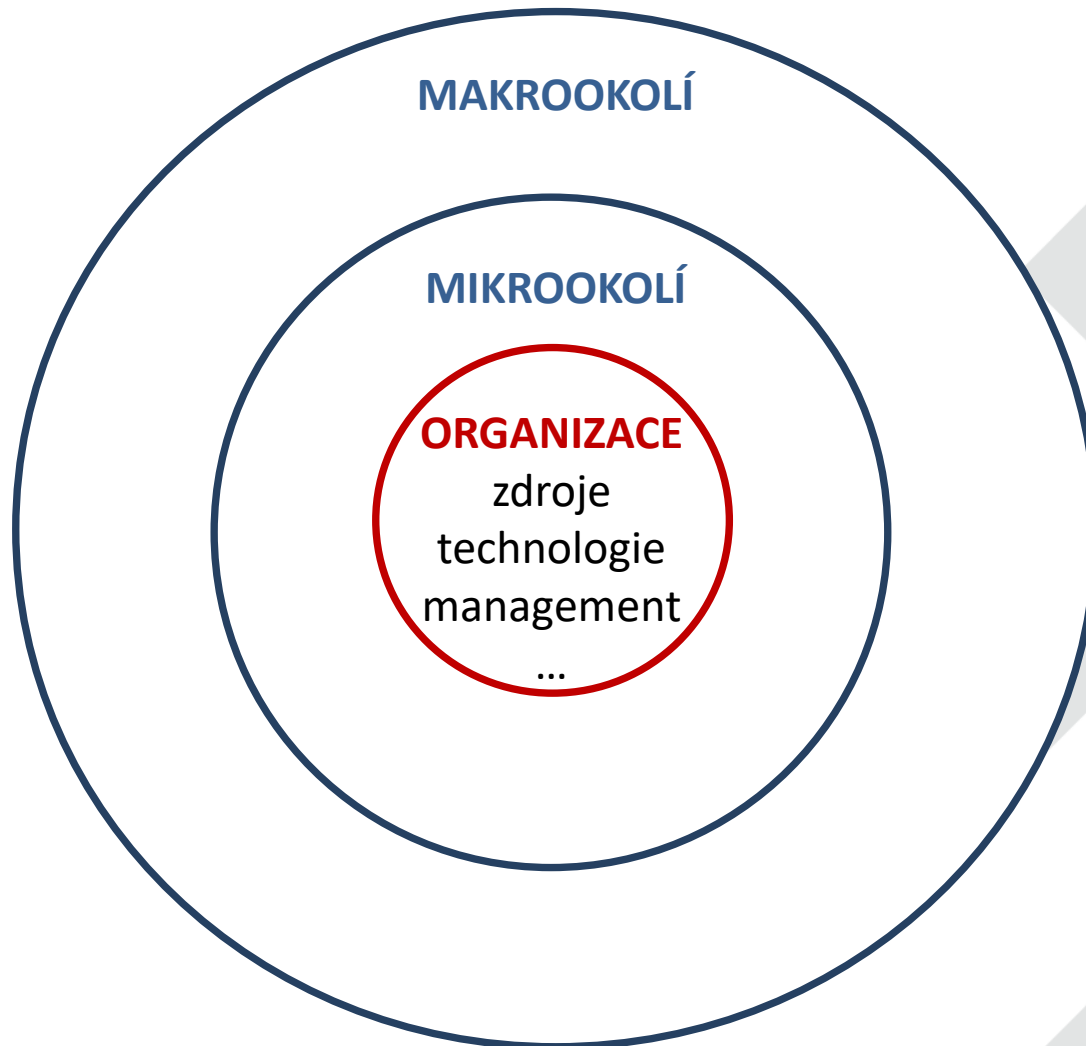 MAKROOKOLÍ
MIKROOKOLÍ
ORGANIZACE
zdroje
technologie
management
…